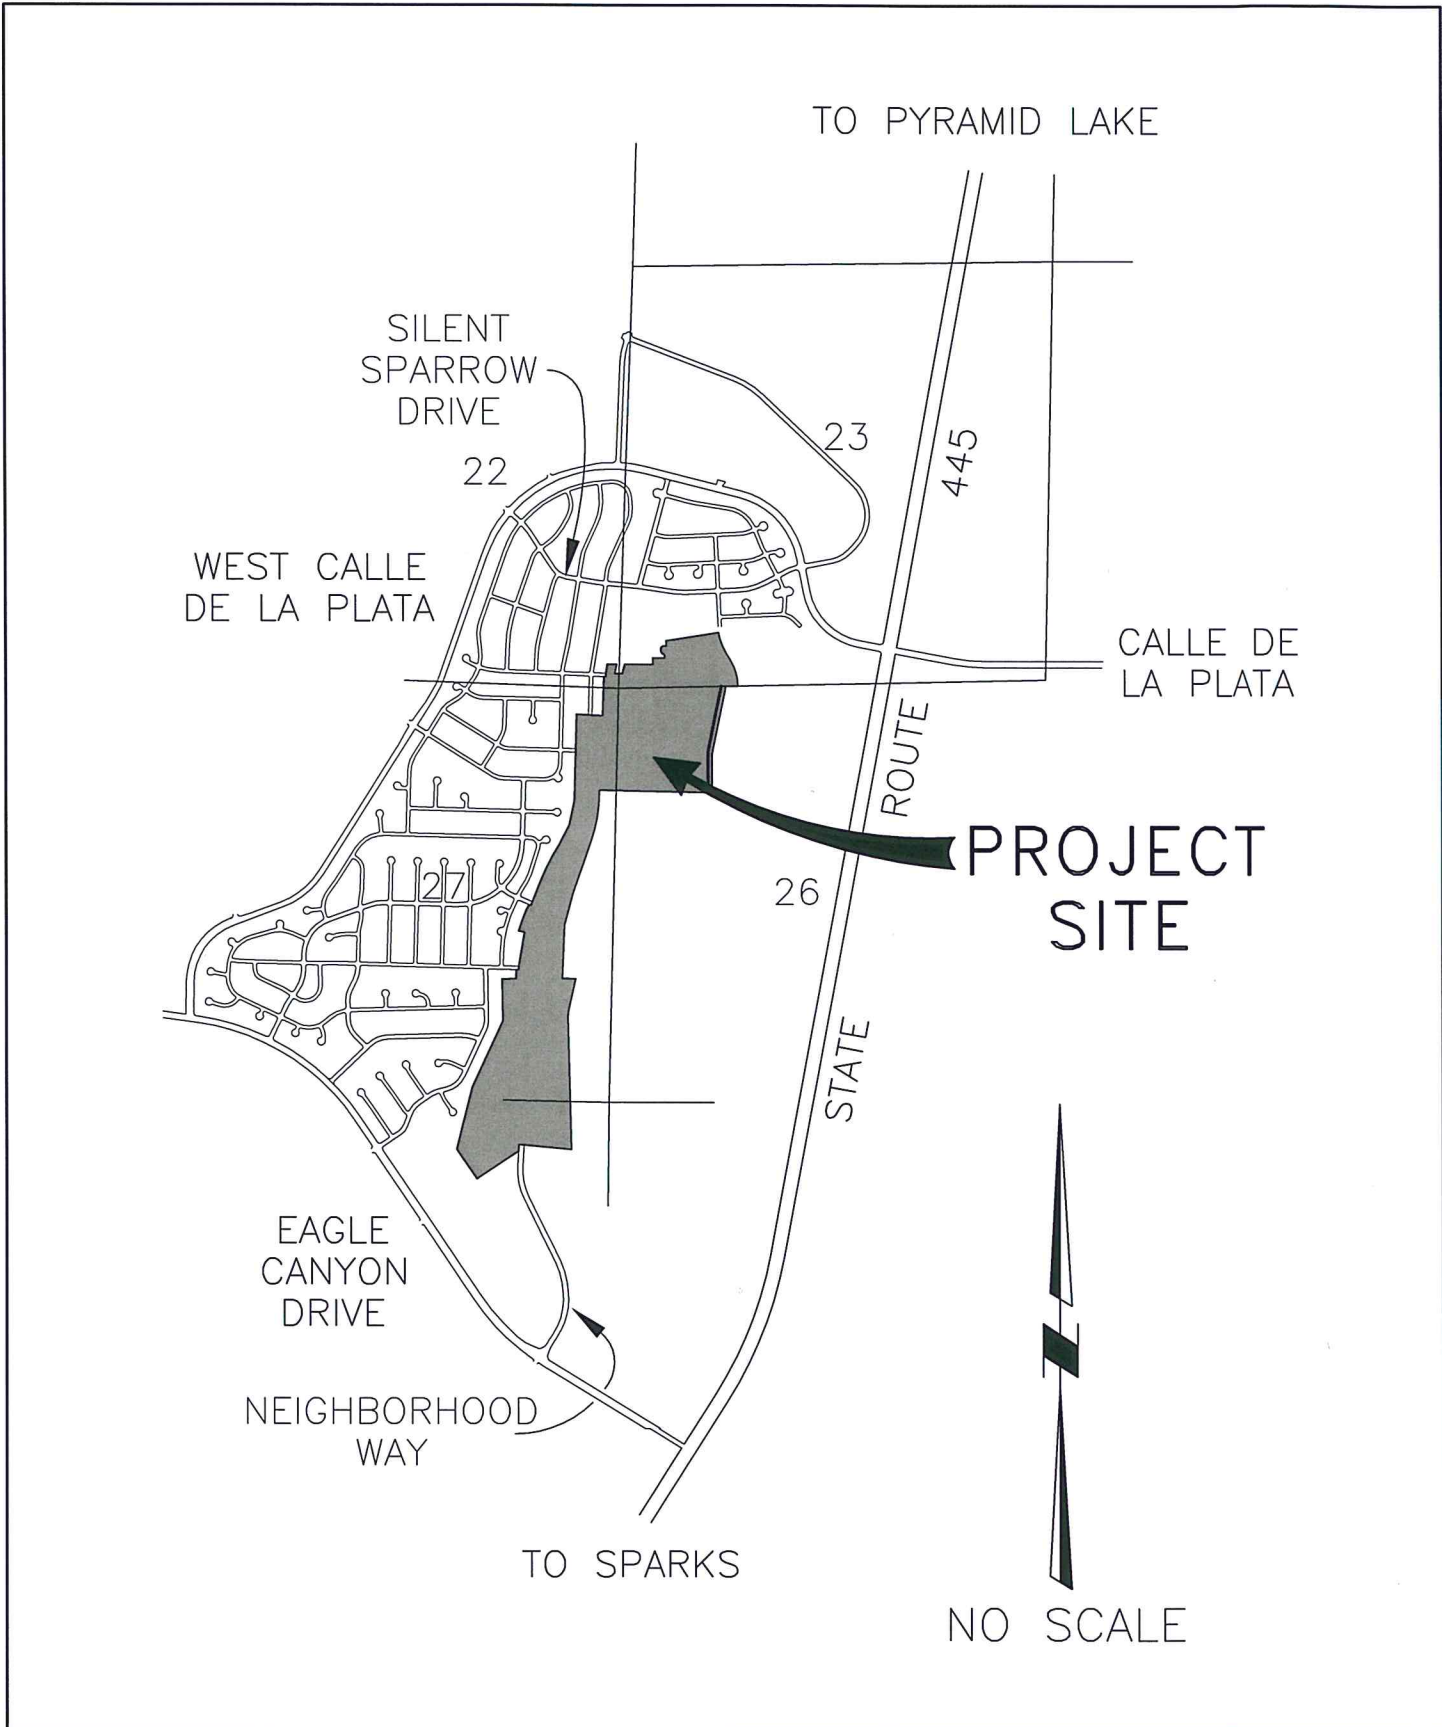 TO PYRAMID LAKE
SILENT
SPARROW
DRIVE
23
445
22
WEST CALLE
DE LA PLATA
CALLE DE
LA PLATA
ROUTE
PROJECT
SITE
27
26
STATE
EAGLE
CANYON
DRIVE
NEIGHBORHOOD
WAY
TO SPARKS
N
NO SCALE